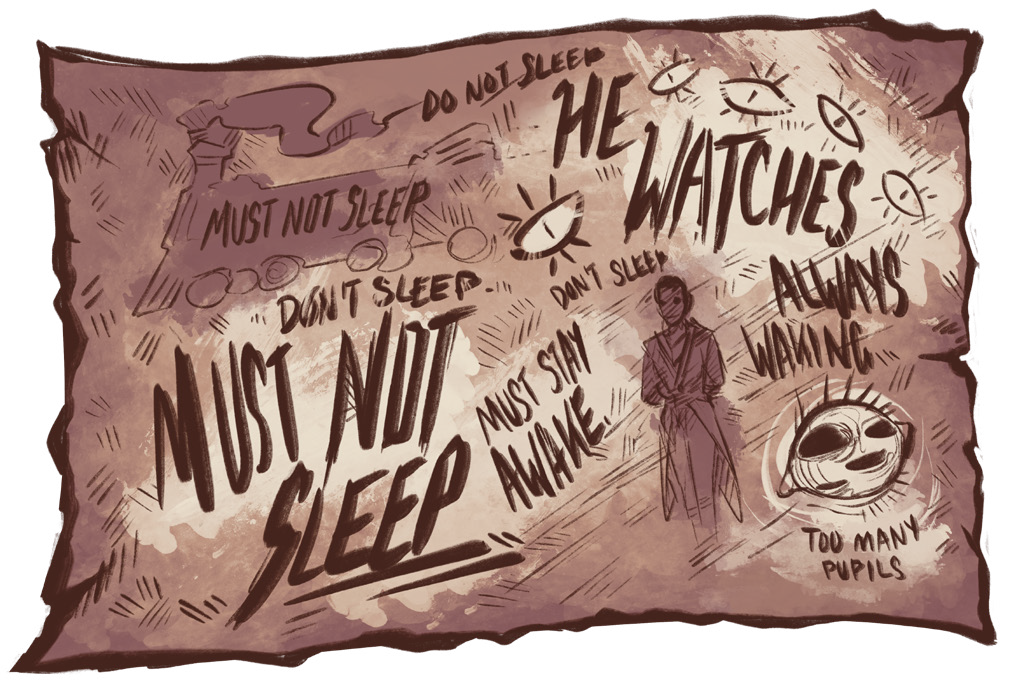 DO NOT SLEEP
HE
WATCHES
MUST NOT SLEEP
DON'T SLEEP.
DON'T SLEEP
ALWAYS
WAKING
MUST NOT
SLEEP
MUST STAY
AWAKE.
TOO MANY
PUPILS